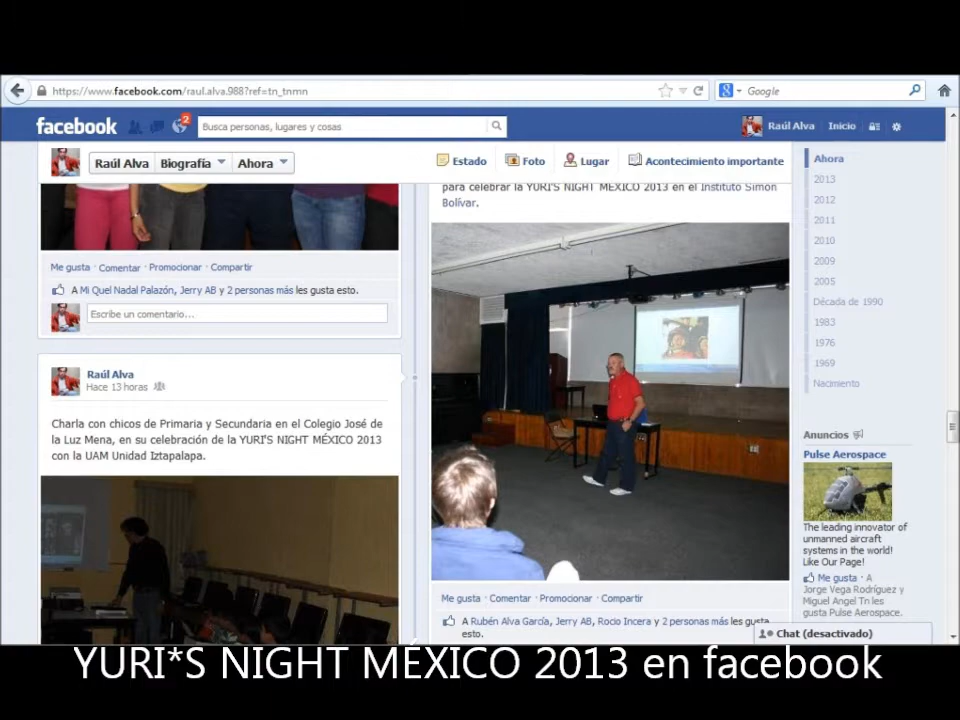 https://www.facebook.com/raul.alva.988?ref=tn_tnmn
Google
facebook
2
Busca personas, lugares y cosas
Raúl Alva
Inicio
Raúl Alva
Biografía
Ahora
Estado
Foto
Lugar
Acontecimiento importante
Me gusta · Comentar · Promocionar · Compartir
A Mi Quel Nadal Palazón, Jerry AB y 2 personas más les gusta esto.
Escribe un comentario...
Raúl Alva
Hace 13 horas
Charla con chicos de Primaria y Secundaria en el Colegio José de
la Luz Mena, en su celebración de la YURI'S NIGHT MÉXICO 2013
con la UAM Unidad Iztapalapa.
para celebrar la YURI'S NIGHT MÉXICO 2013 en el Instituto Simón
Bolívar.
Me gusta · Comentar · Promocionar · Compartir
A Rubén Alva García, Jerry AB, Rocio Incera y 2 personas más les gusta
esto.
Ahora
2013
2012
2011
2010
2009
2005
Década de 1990
1983
1976
1969
Nacimiento
Anuncios
Pulse Aerospace
The leading innovator of
unmanned aircraft
systems in the world!
Like Our Page!
Me gusta · A
Jorge Vega Rodríguez y
Miguel Angel Tn les
gusta Pulse Aerospace.
Chat (desactivado)
YURI*S NIGHT MÉXICO 2013 en facebook